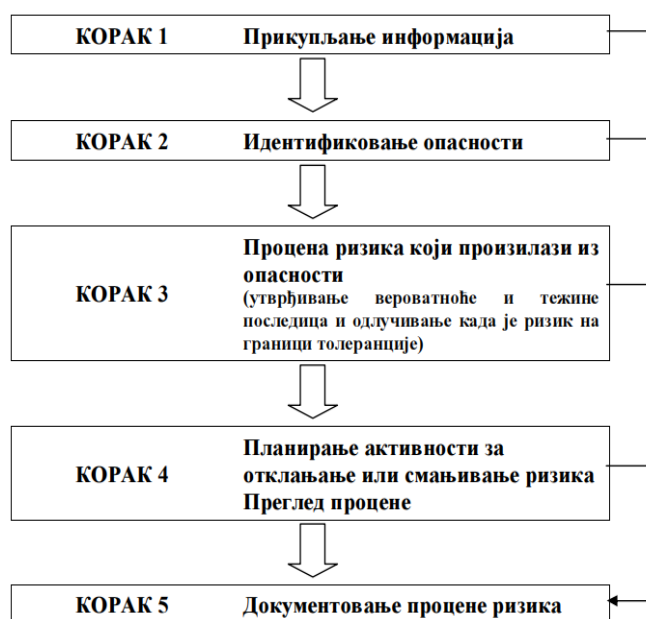 КОРАК 1 Прикупљање информација
КОРАК 2 Идентификовање опасности
КОРАК 3
Процена ризика који произилази из
опасности
(утврђивање вероватноће и тежине
последица и одлучивање када је ризик на
граници толеранције)
КОРАК 4
Планирање активности за
отклањање или смањивање ризика
Преглед процене
КОРАК 5 Документовање процене ризика